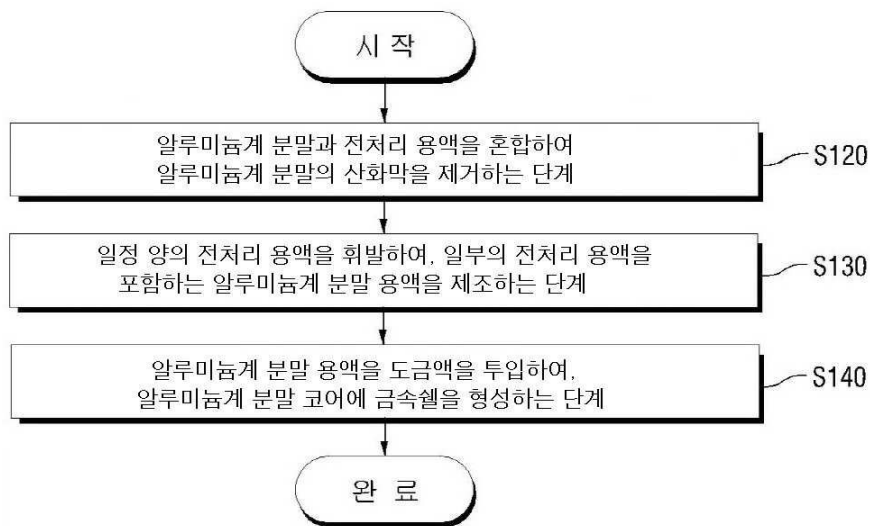 시 작
알루미늄계 분말과 전처리 용액을 혼합하여
알루미늄계 분말의 산화막을 제거하는 단계
S120
일정 양의 전처리 용액을 휘발하여, 일부의 전처리 용액을
포함하는 알루미늄계 분말 용액을 제조하는 단계
S130
알루미늄계 분말 용액을 도금액을 투입하여,
알루미늄계 분말 코어에 금속쉘을 형성하는 단계
S140
완 료